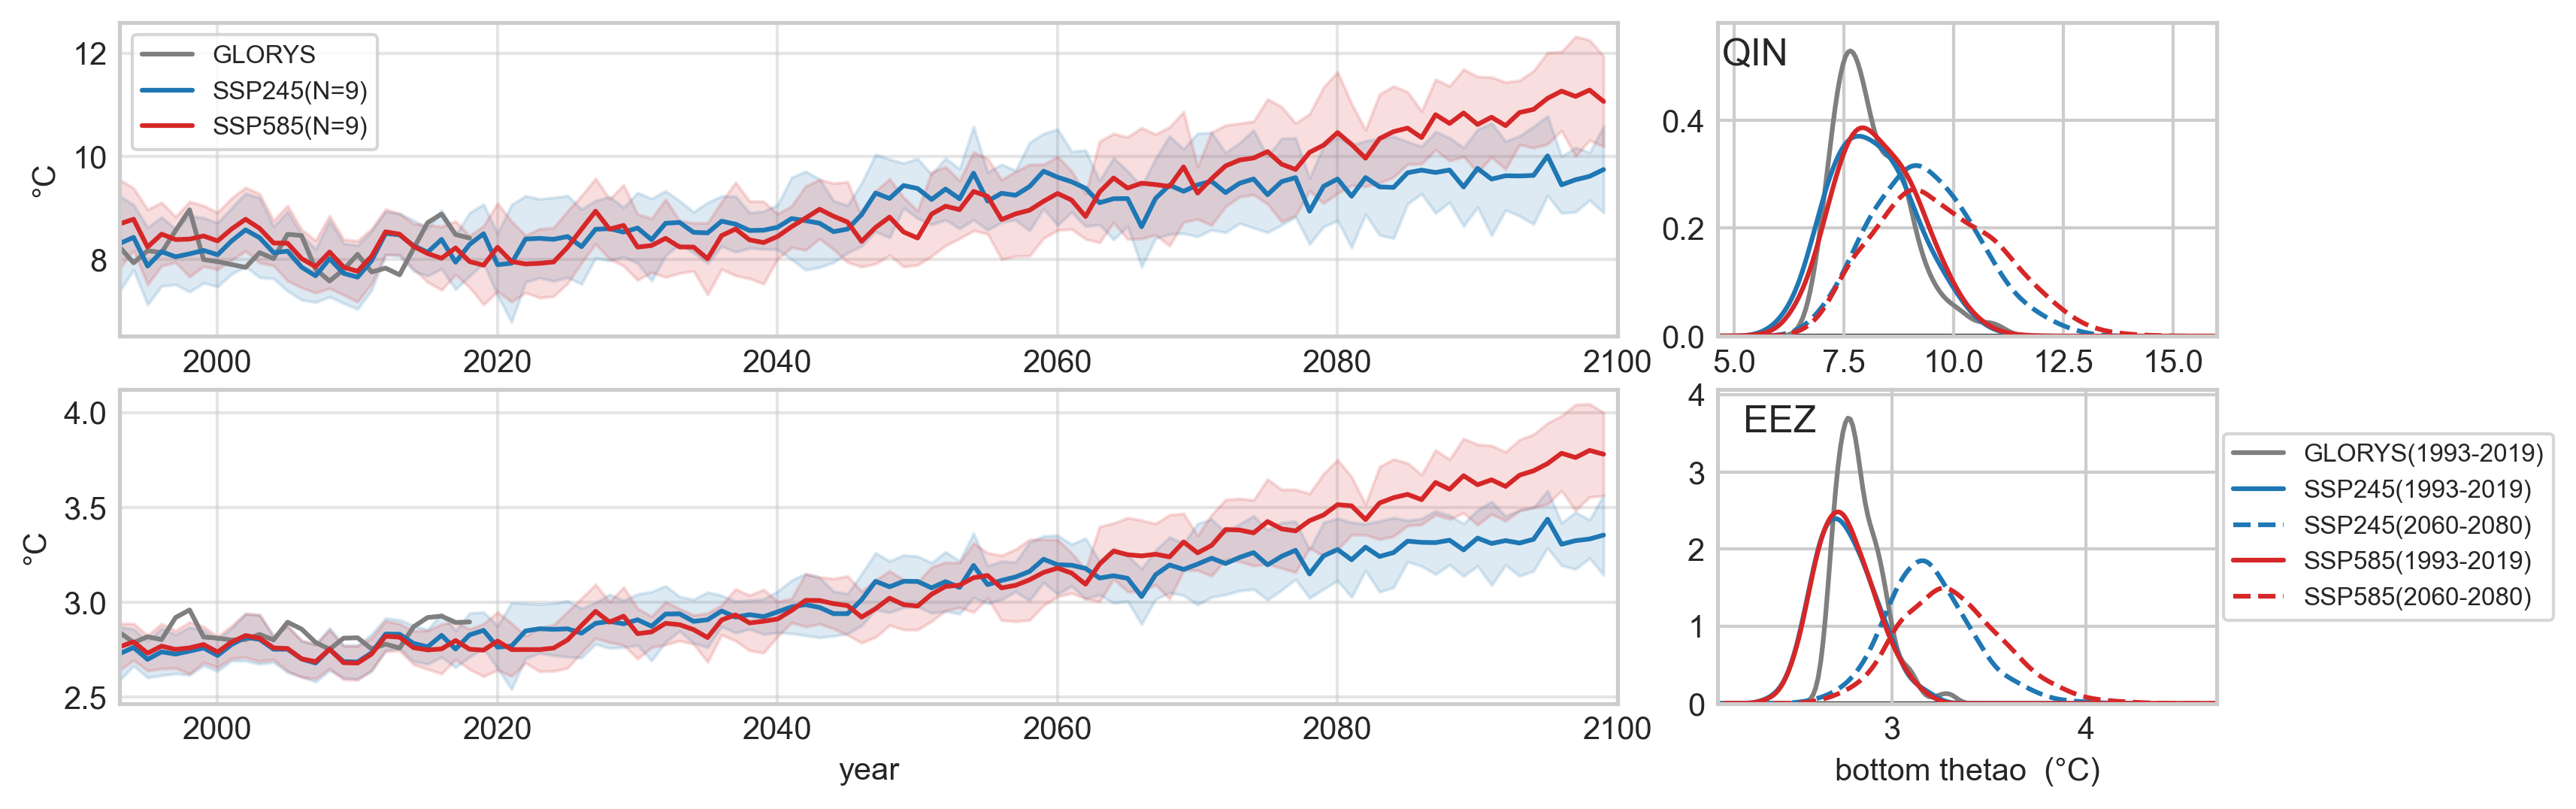 12
10
8
°C
GLORYS
SSP245(N=9)
SSP585(N=9)
2000
2020
2040
2060
2080
2100
QIN
0.4
0.2
0.0
5.0
7.5
10.0
12.5
15.0
4.0
3.5
3.0
2.5
°C
2000
2020
2040
2060
2080
2100
year
EEZ
4
3
2
1
0
3
4
bottom thetao (°C)
GLORYS(1993-2019)
SSP245(1993-2019)
SSP245(2060-2080)
SSP585(1993-2019)
SSP585(2060-2080)